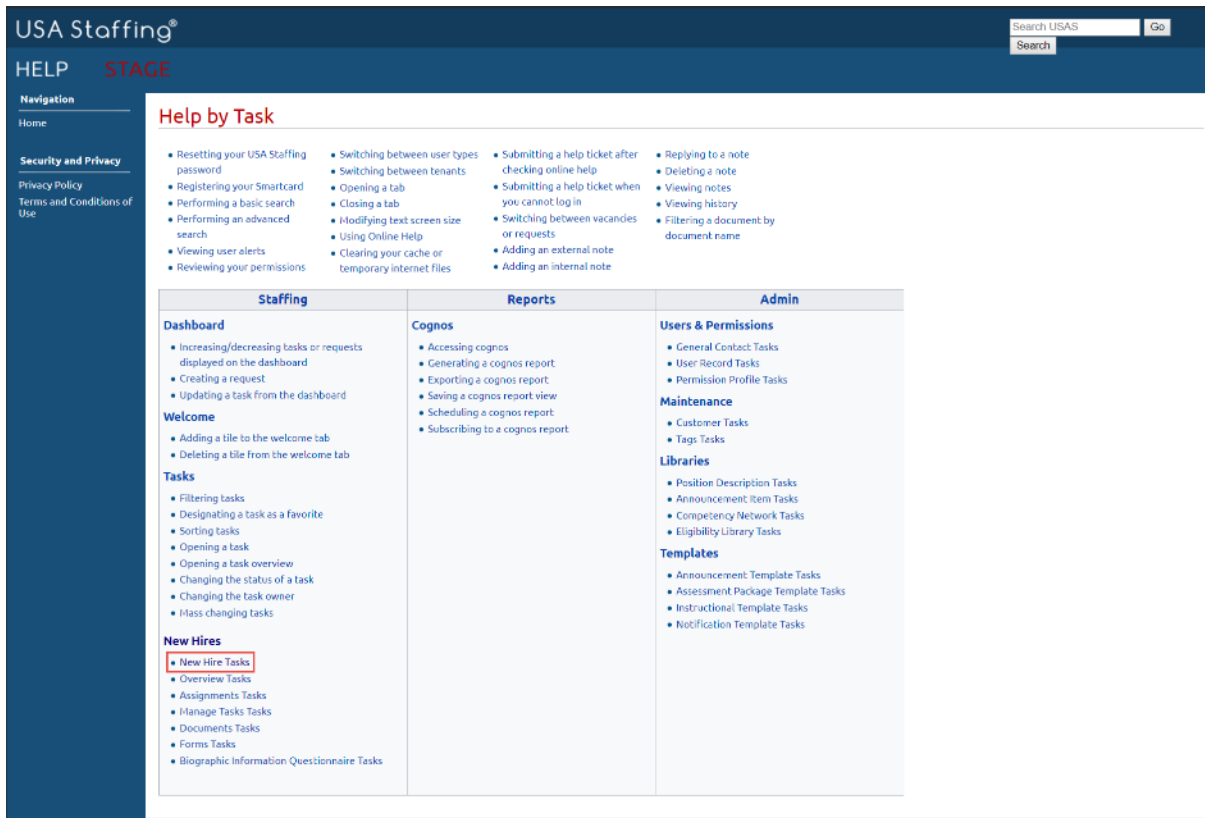 USA Staffing®
Search USAS
Go
Search
HELP STAGE
Navigation
Home
Security and Privacy
Privacy Policy
Terms and Conditions of
Use
Help by Task
Resetting your USA Staffing
password
Registering your Smartcard
Performing a basic search
Performing an advanced
search
Viewing user alerts
Reviewing your permissions
Switching between user types
Switching between tenants
Opening a tab
Closing a tab
Modifying text screen size
Using Online Help
Clearing your cache or
temporary internet files
Submitting a help ticket after
checking online help
Submitting a help ticket when
you cannot log in
Switching between vacancies
or requests
Adding an external note
Adding an internal note
Replying to a note
Deleting a note
Viewing notes
Viewing history
Filtering a document by
document name
Staffing
Dashboard
Increasing/decreasing tasks or requests
displayed on the dashboard
Creating a request
Updating a task from the dashboard
Welcome
Adding a tile to the welcome tab
Deleting a tile from the welcome tab
Tasks
Filtering tasks
Designating a task as a favorite
Sorting tasks
Opening a task
Opening a task overview
Changing the status of a task
Changing the task owner
Mass changing tasks
New Hires
New Hire Tasks
Overview Tasks
Assignments Tasks
Manage Tasks Tasks
Documents Tasks
Forms Tasks
Biographic Information Questionnaire Tasks
Reports
Cognos
Accessing cognos
Generating a cognos report
Exporting a cognos report
Saving a cognos report view
Scheduling a cognos report
Subscribing to a cognos report
Admin
Users & Permissions
General Contact Tasks
User Record Tasks
Permission Profile Tasks
Maintenance
Customer Tasks
Tags Tasks
Libraries
Position Description Tasks
Announcement Item Tasks
Competency Network Tasks
Eligibility Library Tasks
Templates
Announcement Template Tasks
Assessment Package Template Tasks
Instructional Template Tasks
Notification Template Tasks